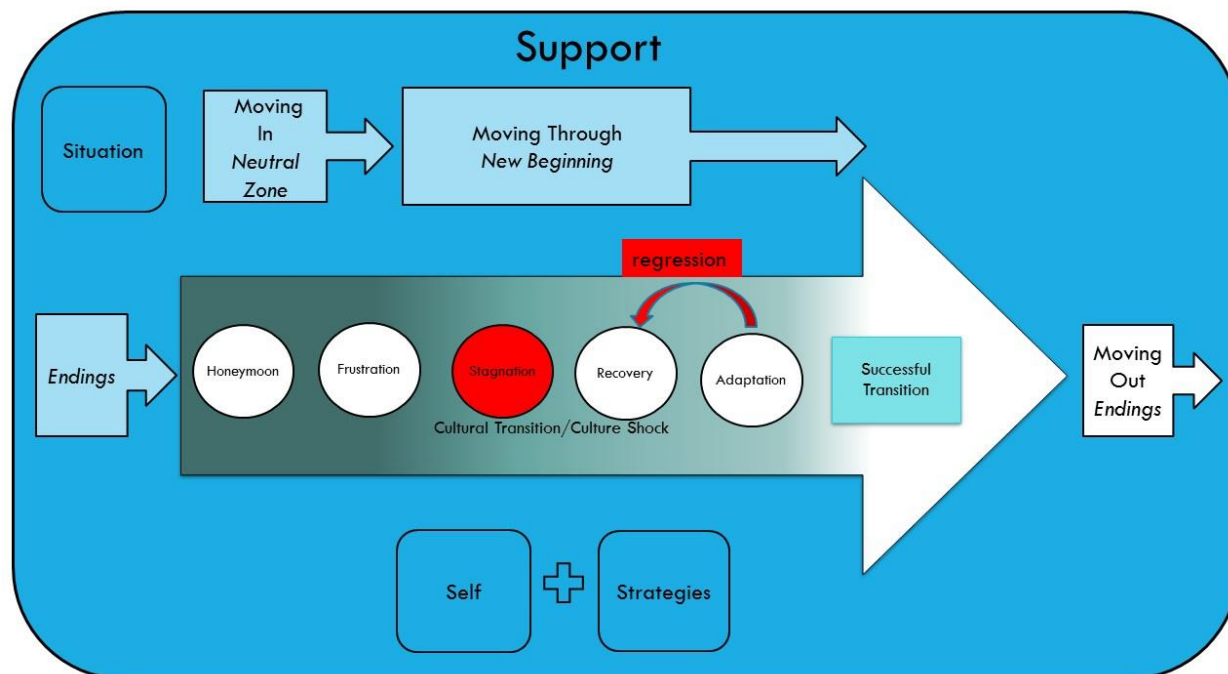 Support
Situation
Moving
In
Neutral
Zone
Moving Through
New Beginning
regression
Endings
Honeymoon
Frustration
Stagnation
Recovery
Adaptation
Successful
Transition
Cultural Transition/Culture Shock
Moving
Out
Endings
Self
Strategies